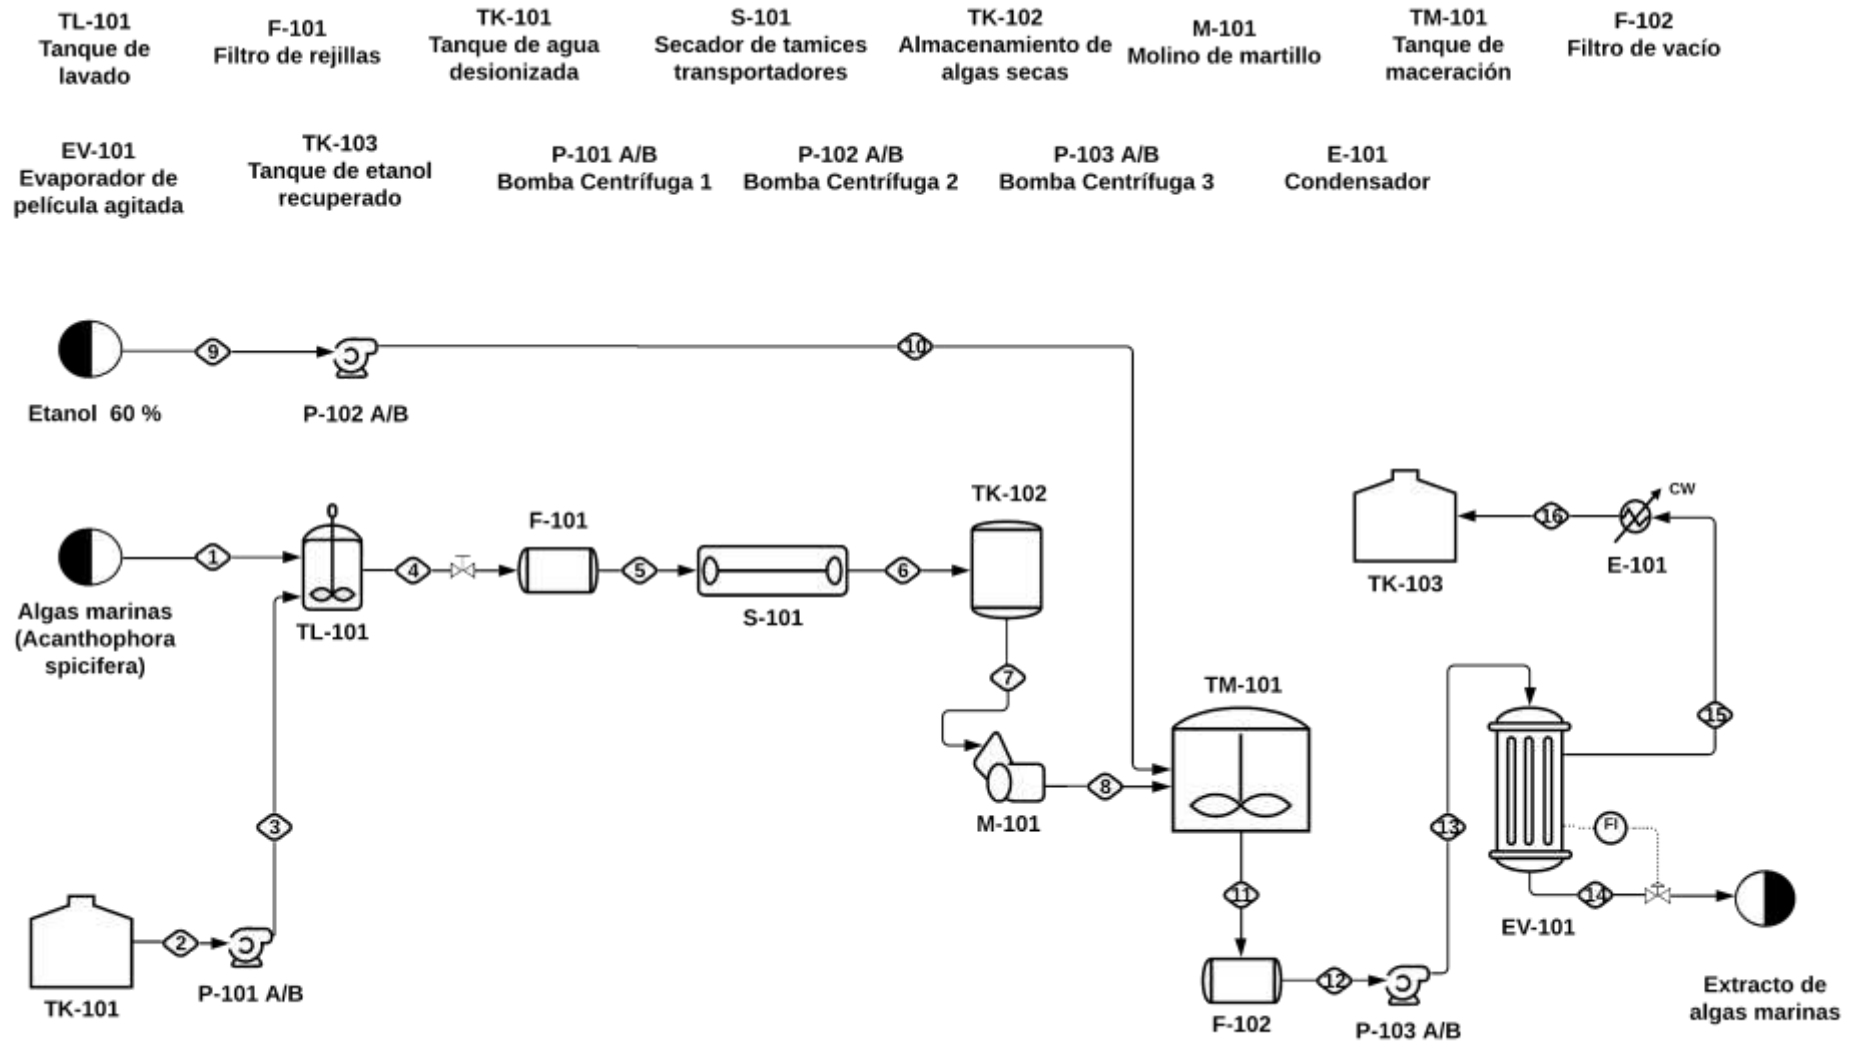 TL-101
Tanque de
lavado
F-101
Filtro de rejillas
TK-101
Tanque de agua
desionizada
S-101
Secador de tamices
transportadores
TK-102
Almacenamiento de
algas secas
M-101
Molino de martillo
TM-101
Tanque de
maceración
F-102
Filtro de vacío
EV-101
Evaporador de
película agitada
TK-103
Tanque de etanol
recuperado
P-101 A/B
Bomba Centrífuga 1
P-102 A/B
Bomba Centrífuga 2
P-103 A/B
Bomba Centrífuga 3
E-101
Condensador
9
10
Etanol 60 %
P-102 A/B
TK-102
F-101
CW
16
1
4
5
6
E-101
TK-103
Algas marinas
(Acanthophora
spicifera)
TL-101
S-101
7
TM-101
15
8
M-101
3
13
FI
11
14
EV-101
2
TK-101
P-101 A/B
12
F-102
P-103 A/B
Extracto de
algas marinas